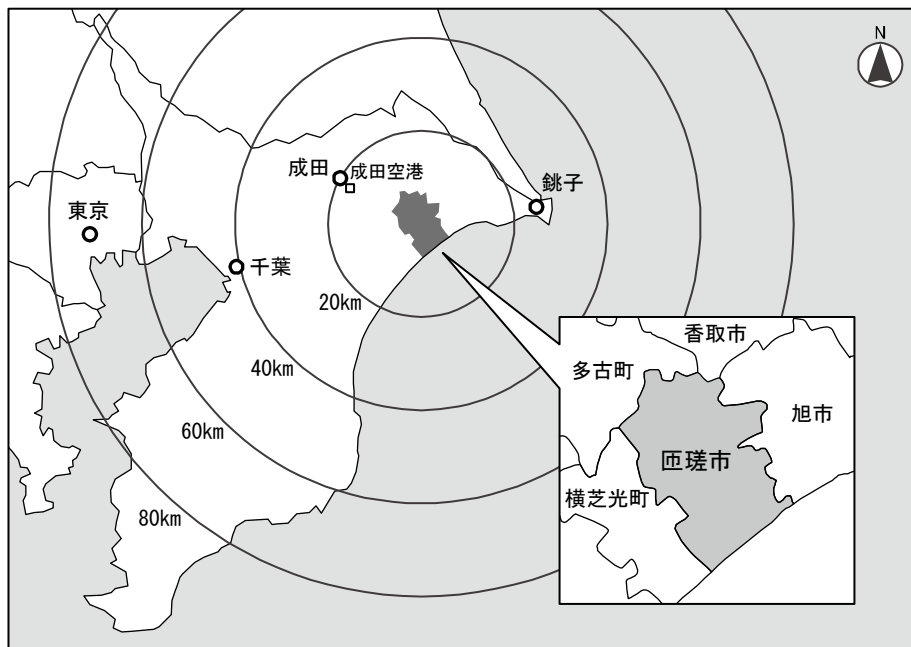 N
成田
成田空港
銚子
東京
千葉
20km
40km
60km
80km
香取市
多古町
旭市
匝瑳市
横芝光町